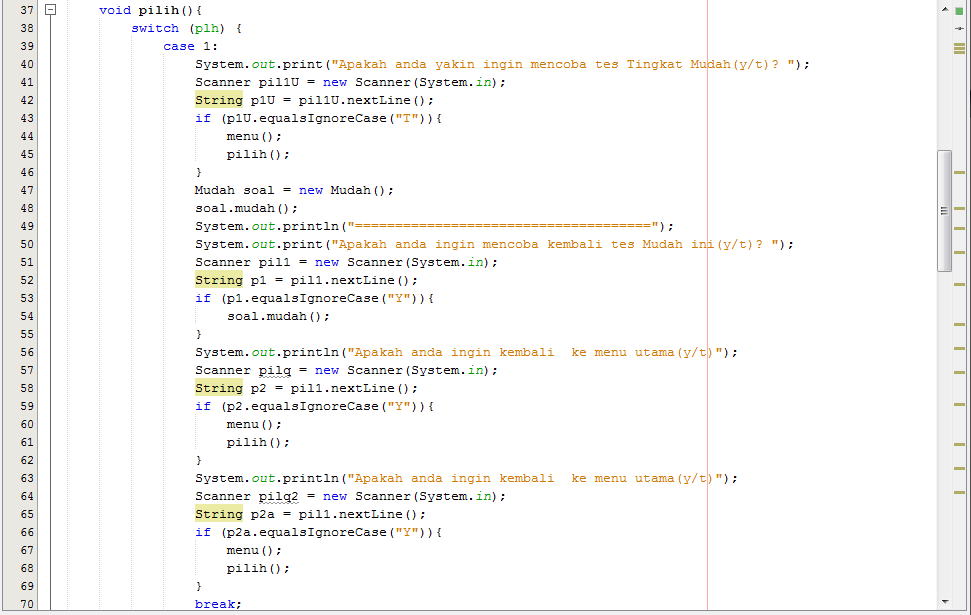 37 void pilih(){
38 switch (plh) {
39 case 1:
40 System.out.print("Apakah anda yakin ingin mencoba tes Tingkat Mudah(y/t)? ");
41 Scanner pil1U = new Scanner(System.in);
42 String p1U = pil1U.nextLine();
43 if (p1U.equalsIgnoreCase("T")){
44 menu();
45 pilih();
46 }
47 Mudah soal = new Mudah();
48 soal.mudah();
49 System.out.println("=====================================");
50 System.out.print("Apakah anda ingin mencoba kembali tes Mudah ini(y/t)? ");
51 Scanner pil1 = new Scanner(System.in);
52 String p1 = pil1.nextLine();
53 if (p1.equalsIgnoreCase("Y")){
54 soal.mudah();
55 }
56 System.out.println("Apakah anda ingin kembali  ke menu utama(y/t)");
57 Scanner pilq = new Scanner(System.in);
58 String p2 = pil1.nextLine();
59 if (p2.equalsIgnoreCase("Y")){
60 menu();
61 pilih();
62 }
63 System.out.println("Apakah anda ingin kembali  ke menu utama(y/t)");
64 Scanner pilq2 = new Scanner(System.in);
65 String p2a = pil1.nextLine();
66 if (p2a.equalsIgnoreCase("Y")){
67 menu();
68 pilih();
69 }
70 break;